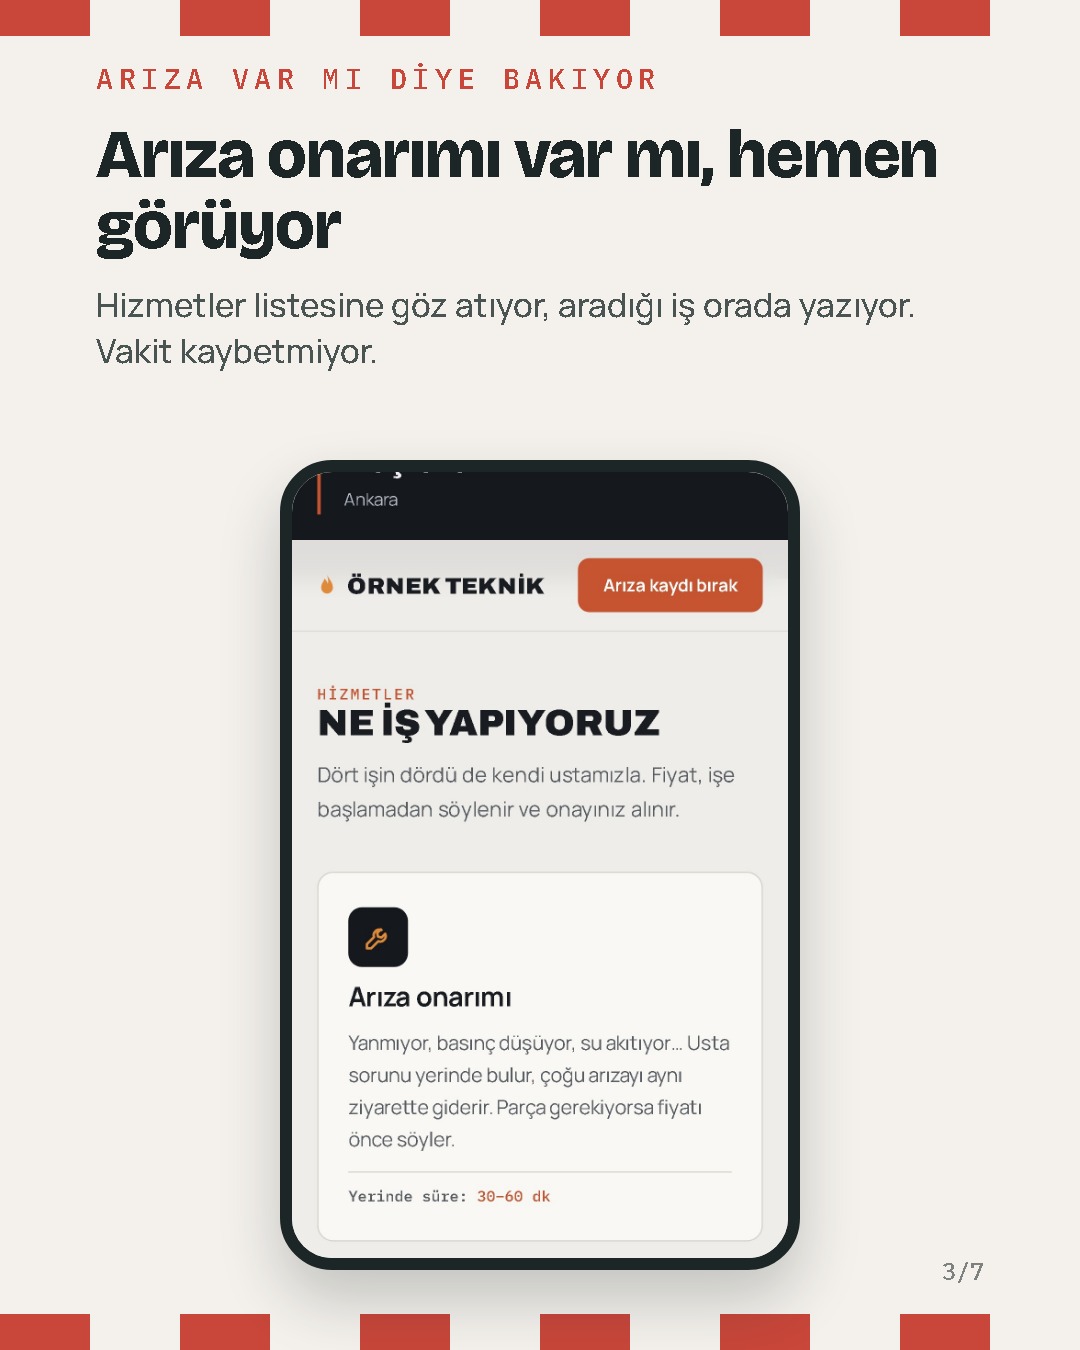 ARIZA VAR MI DİYE BAKIYOR
Arıza onarımı var mı, hemen
görüyor
Hizmetler listesine göz atıyor, aradığı iş orada yazıyor.
Vakit kaybetmiyor.
Ankara
ÖRNEK TEKNİK
Arıza kaydı bırak
HİZMETLER
NE İŞ YAPIYORUZ
Dört işin dördü de kendi ustamızla. Fiyat, işe
başlamadan söylenir ve onayınız alınır.
Arıza onarımı
Yanmıyor, basınç düşüyor, su akıtıyor... Usta
sorunu yerinde bulur, çoğu arızayı aynı
ziyarette giderir. Parça gerekiyorsa fiyatı
önce söyler.
Yerinde süre: 30–60 dk
3/7